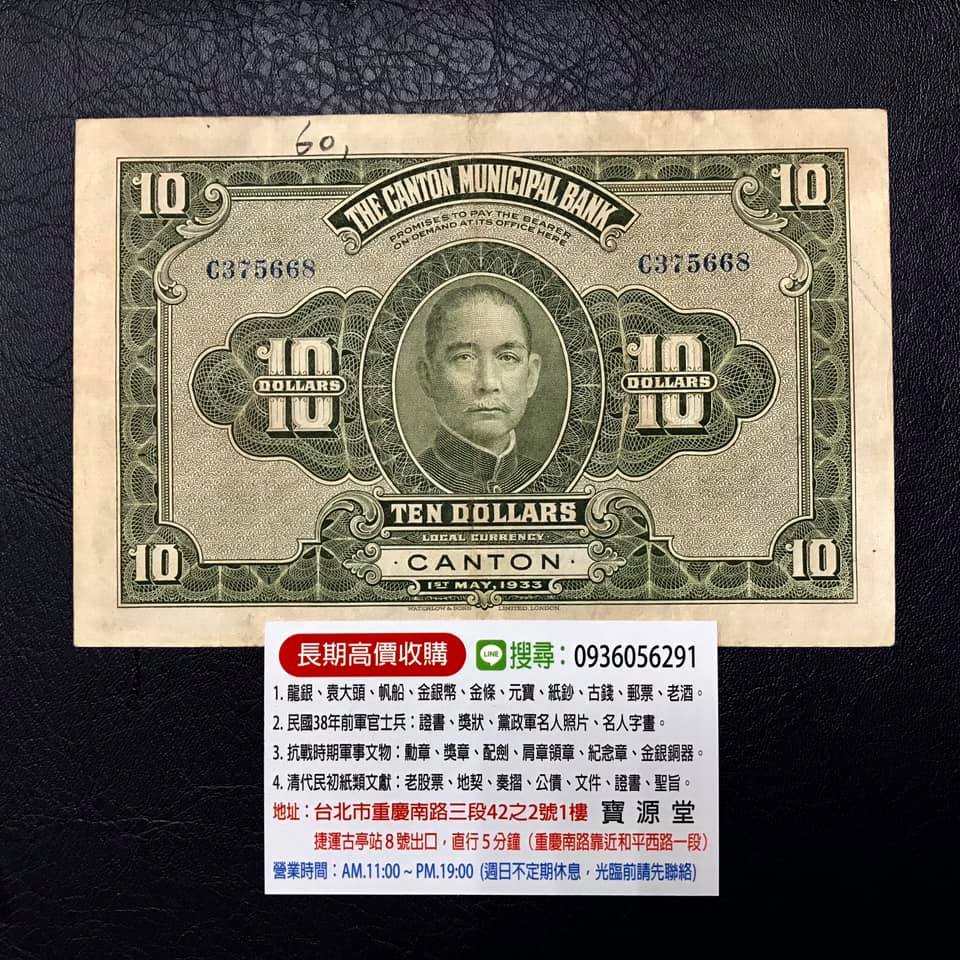 60,
10 10
THE CANTON MUNICIPAL BANK
PROMISES TO PAY THE BEARER
ON DEMAND AT ITS OFFICE HERE
C375668 C375668
10 10
DOLLARS DOLLARS
TEN DOLLARS
LOCAL CURRENCY
· CANTON ·
1ST MAY, 1933
10 10
WATERLOW & SONS LIMITED, LONDON
長期高價收購 LINE 搜尋：0936056291
1. 龍銀、袁大頭、帆船、金銀幣、金條、元寶、紙鈔、古錢、郵票、老酒。
2. 民國38年前軍官士兵：證書、獎狀、黨政軍名人照片、名人字畫。
3. 抗戰時期軍事文物：勳章、獎章、配劍、肩章領章、紀念章、金銀銅器。
4. 清代民初紙類文獻：老股票、地契、奏摺、公債、文件、證書、聖旨。
地址：台北市重慶南路三段42之2號1樓 寶源堂
捷運古亭站8號出口，直行5分鐘（重慶南路靠近和平西路一段）
營業時間：AM.11:00 ~ PM.19:00 (週日不定期休息，光臨前請先聯絡)